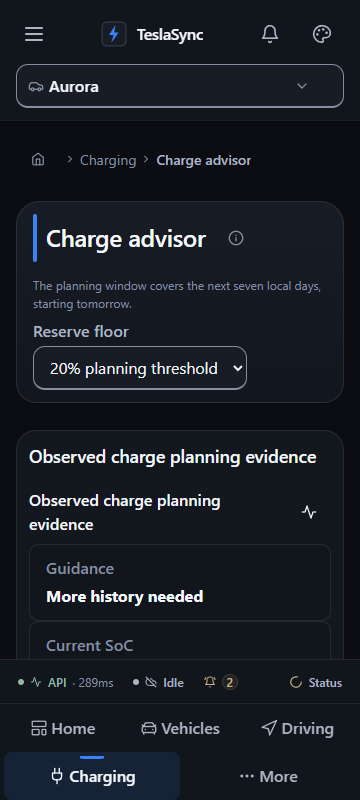 TeslaSync
Aurora
Charging
Charge advisor
Charge advisor
The planning window covers the next seven local days,
starting tomorrow.
Reserve floor
20% planning threshold
Observed charge planning evidence
Observed charge planning
evidence
Guidance
More history needed
Current SoC
API · 289ms
Idle
2
Status
Home
Vehicles
Driving
Charging
More